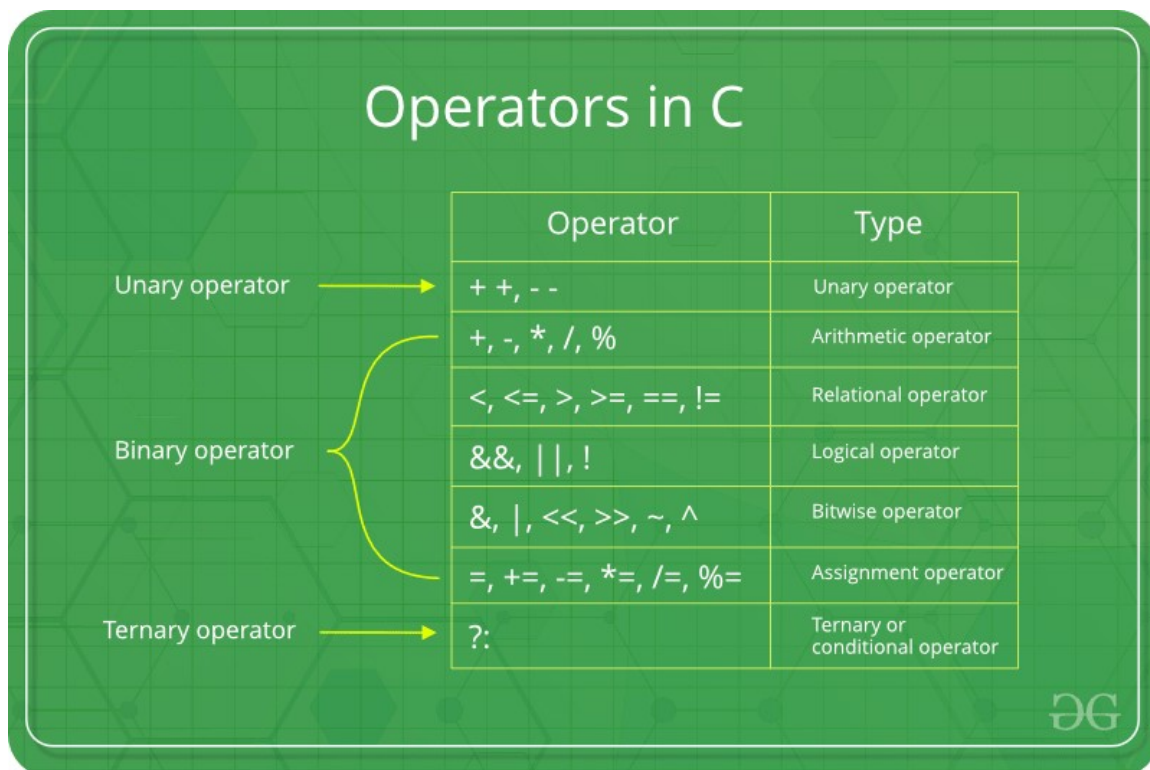 Operators in C
Operator Type
Unary operator + +, - - Unary operator
+, -, *, /, % Arithmetic operator
<, <=, >, >=, ==, != Relational operator
Binary operator &&, ||, ! Logical operator
&, |, <<, >>, ~, ^ Bitwise operator
=, +=, -=, *=, /=, %= Assignment operator
Ternary operator ?: Ternary or
conditional operator